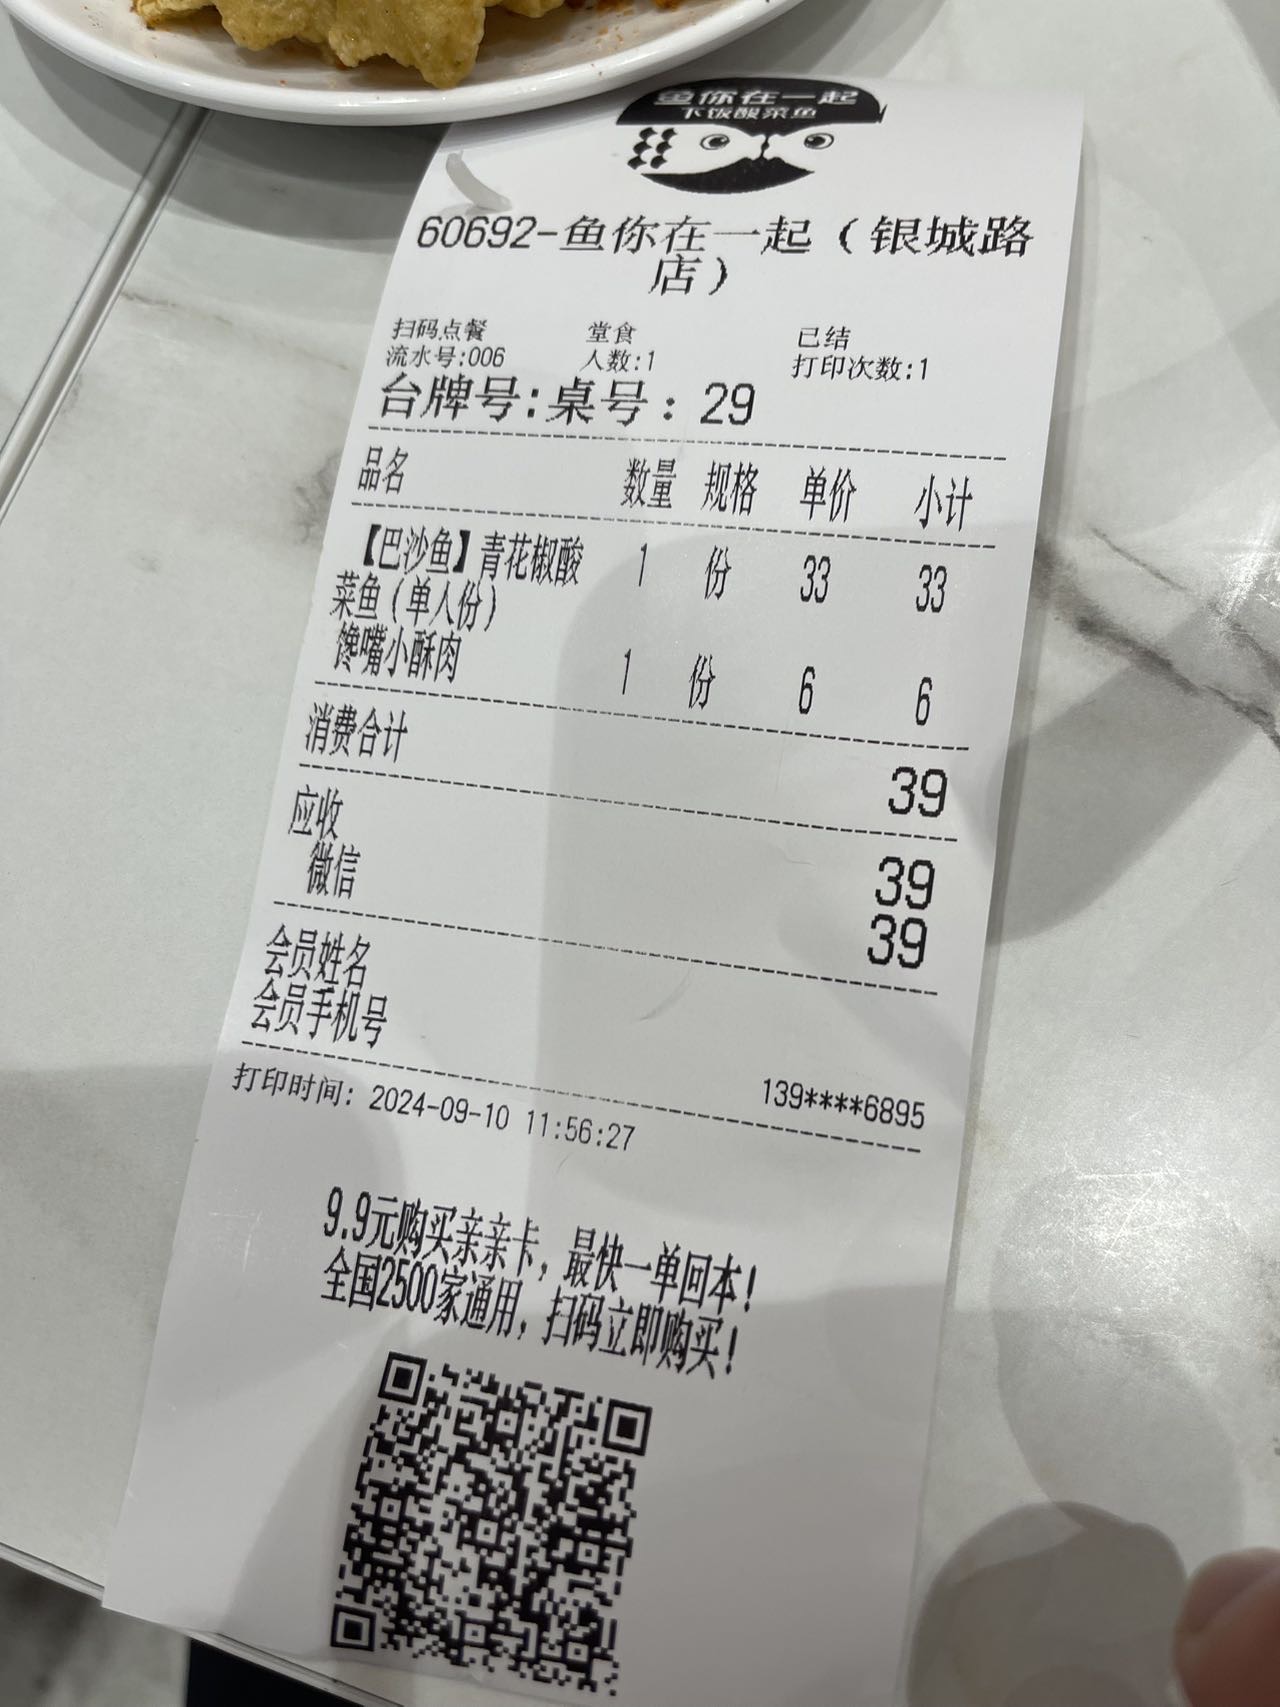 鱼你在一起
下饭酸菜鱼
60692-鱼你在一起（银城路
店）
扫码点餐 堂食 已结
流水号:006 人数:1 打印次数:1
台牌号:桌号：29
品名 数量 规格 单价 小计
【巴沙鱼】青花椒酸 1 份 33 33
菜鱼（单人份）
馋嘴小酥肉 1 份 6 6
消费合计 39
应收 39
微信 39
会员姓名
会员手机号 139****6895
打印时间: 2024-09-10 11:56:27
9.9元购买亲亲卡，最快一单回本！
全国2500家通用，扫码立即购买！